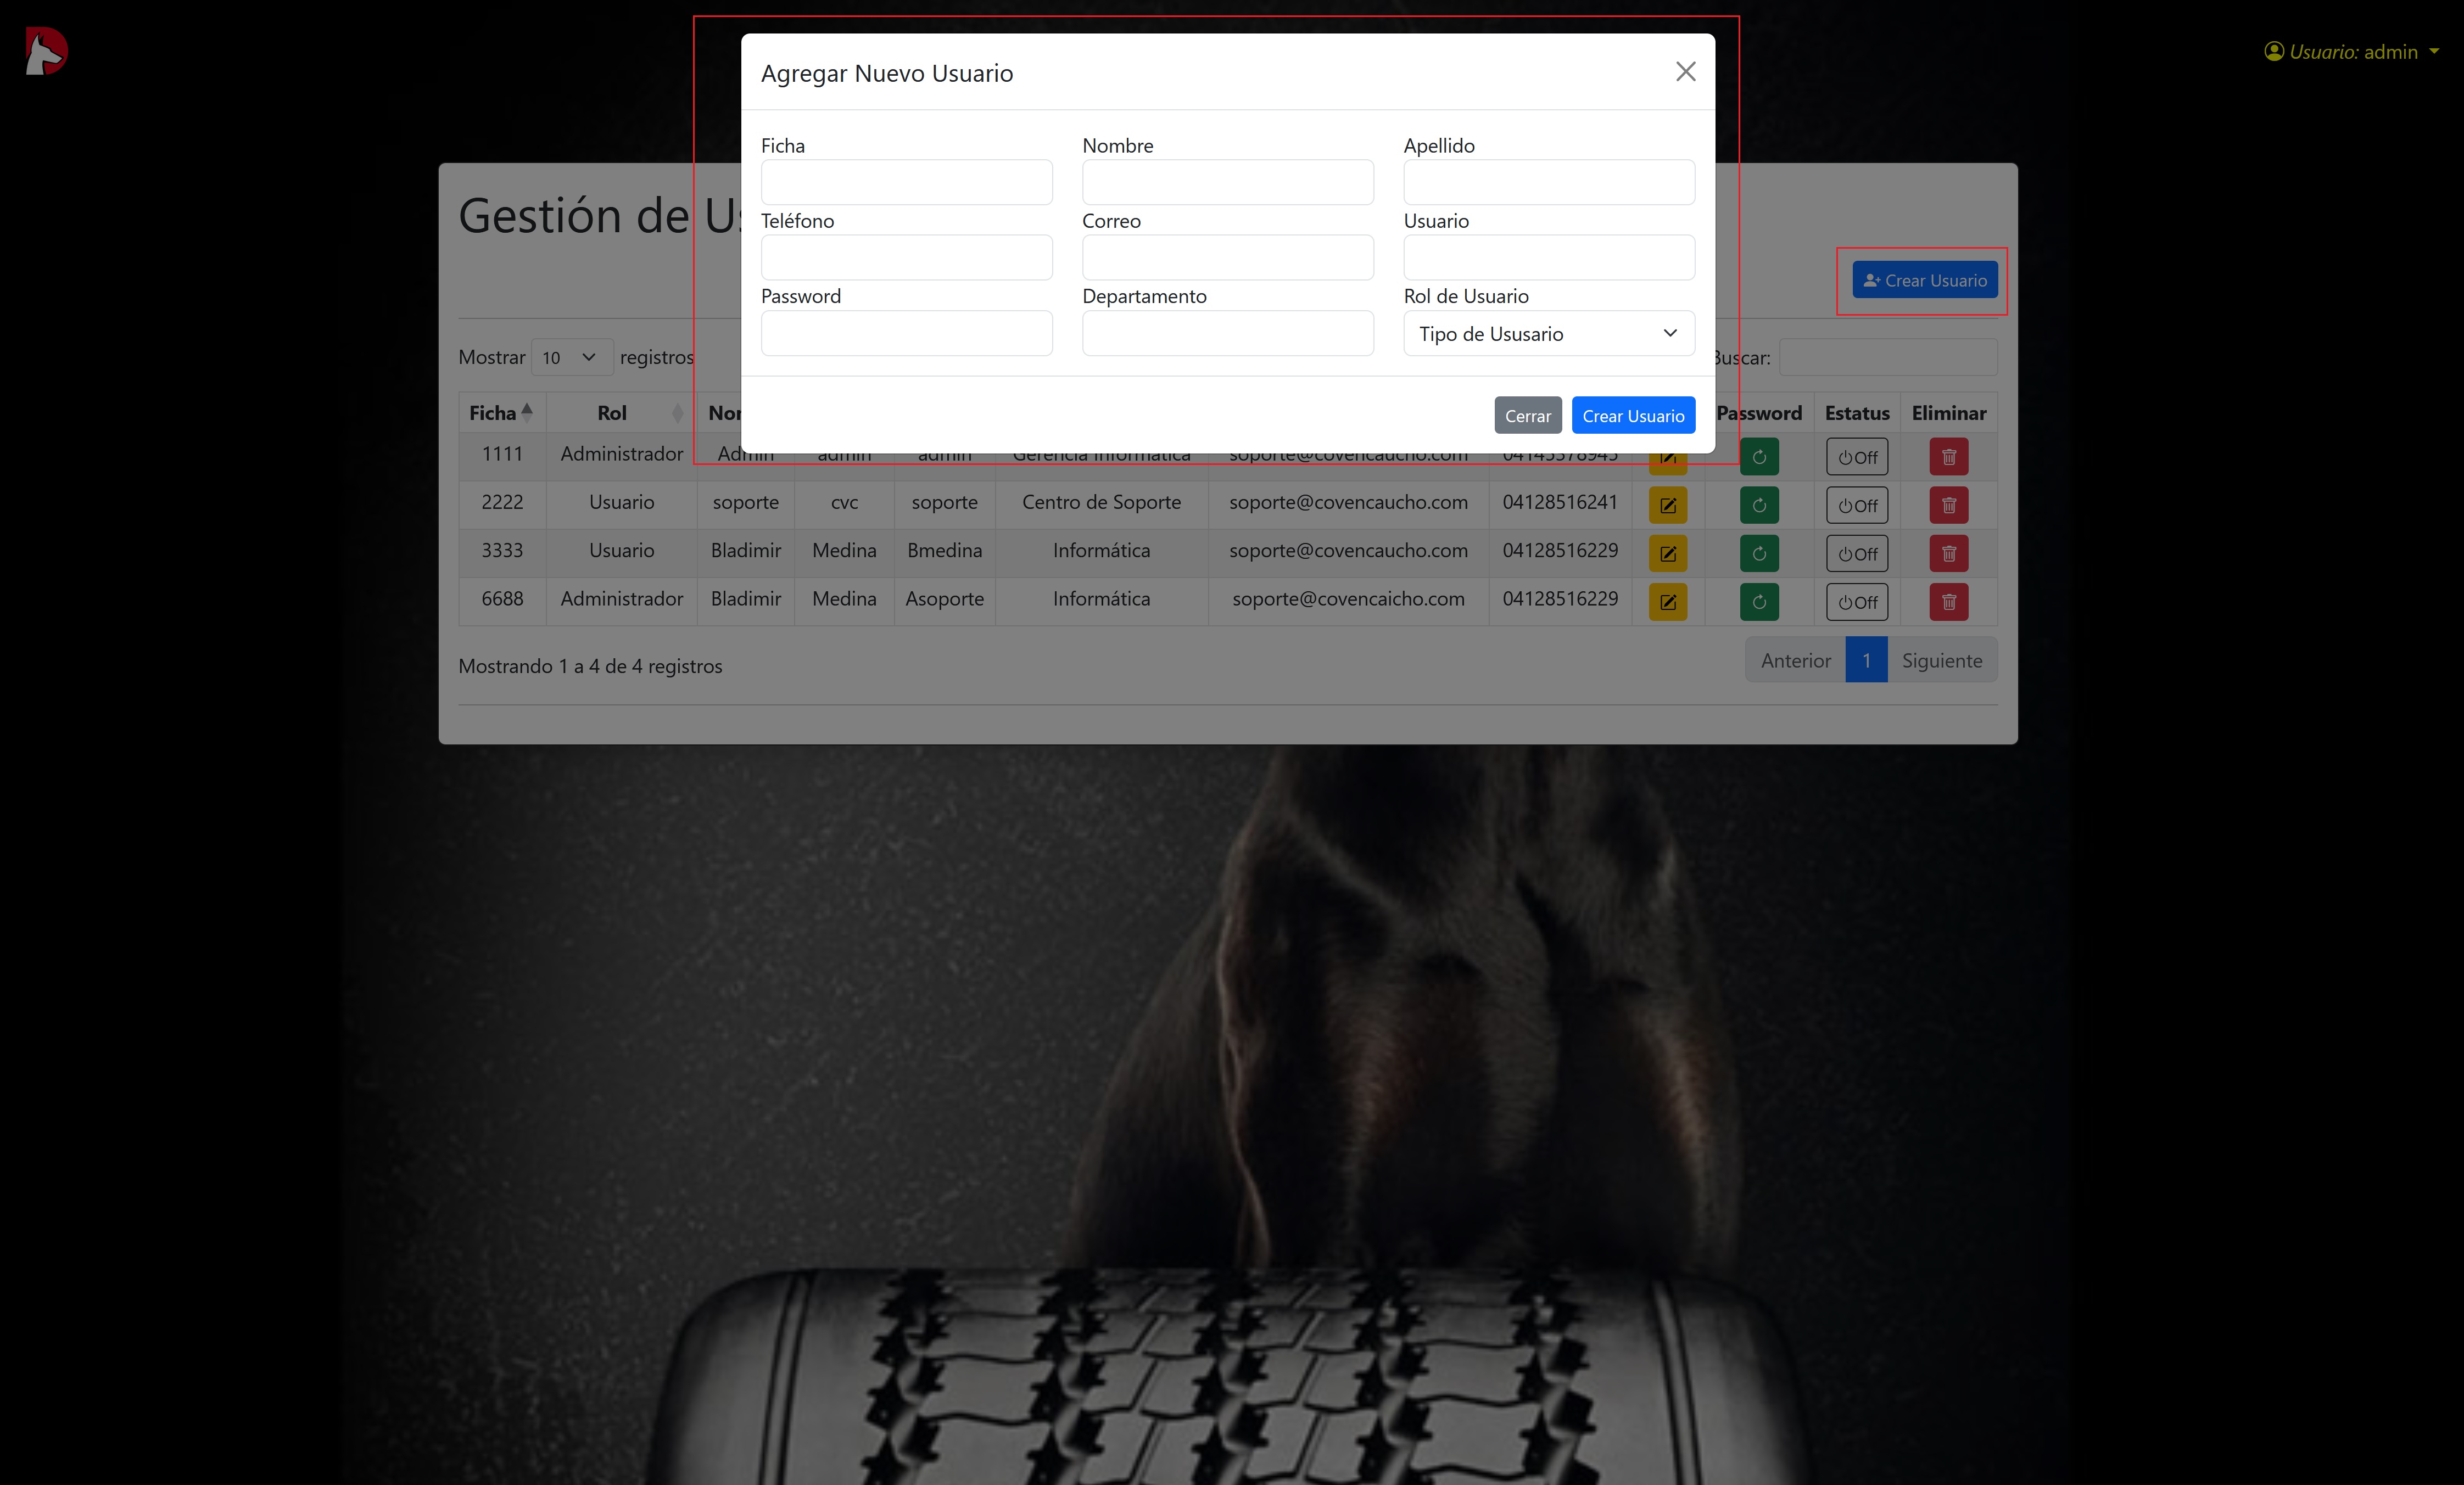 Usuario: admin
Agregar Nuevo Usuario
Ficha Nombre Apellido
Teléfono Correo Usuario
Password Departamento Rol de Usuario
Tipo de Ususario
Cerrar Crear Usuario
Gestión de
Crear Usuario
Mostrar 10 registros Buscar:
Ficha Rol Password Estatus Eliminar
1111 Administrador Admin admin admin Gerencia Informatica soporte@covencaucho.com Off
2222 Usuario soporte cvc soporte Centro de Soporte soporte@covencaucho.com 04128516241 Off
3333 Usuario Bladimir Medina Bmedina Informática soporte@covencaucho.com 04128516229 Off
6688 Administrador Bladimir Medina Asoporte Informática soporte@covencaicho.com 04128516229 Off
Mostrando 1 a 4 de 4 registros Anterior 1 Siguiente